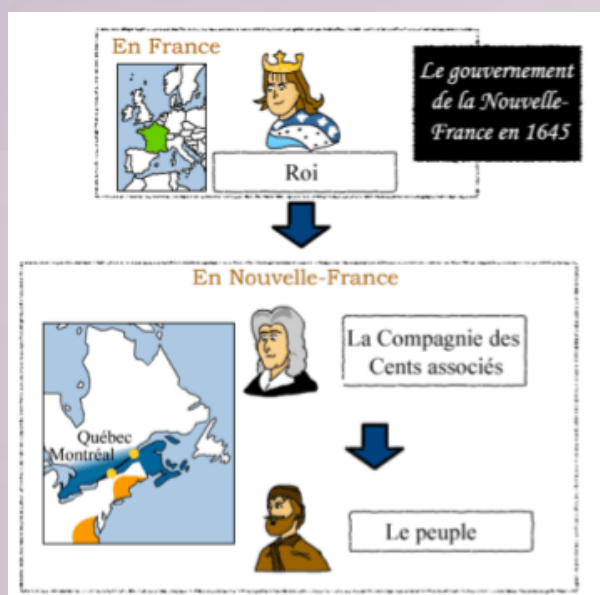 En France
Le gouvernement
de la Nouvelle-
France en 1645
Roi
En Nouvelle-France
La Compagnie des
Cents associés
Québec
Montréal
Le peuple